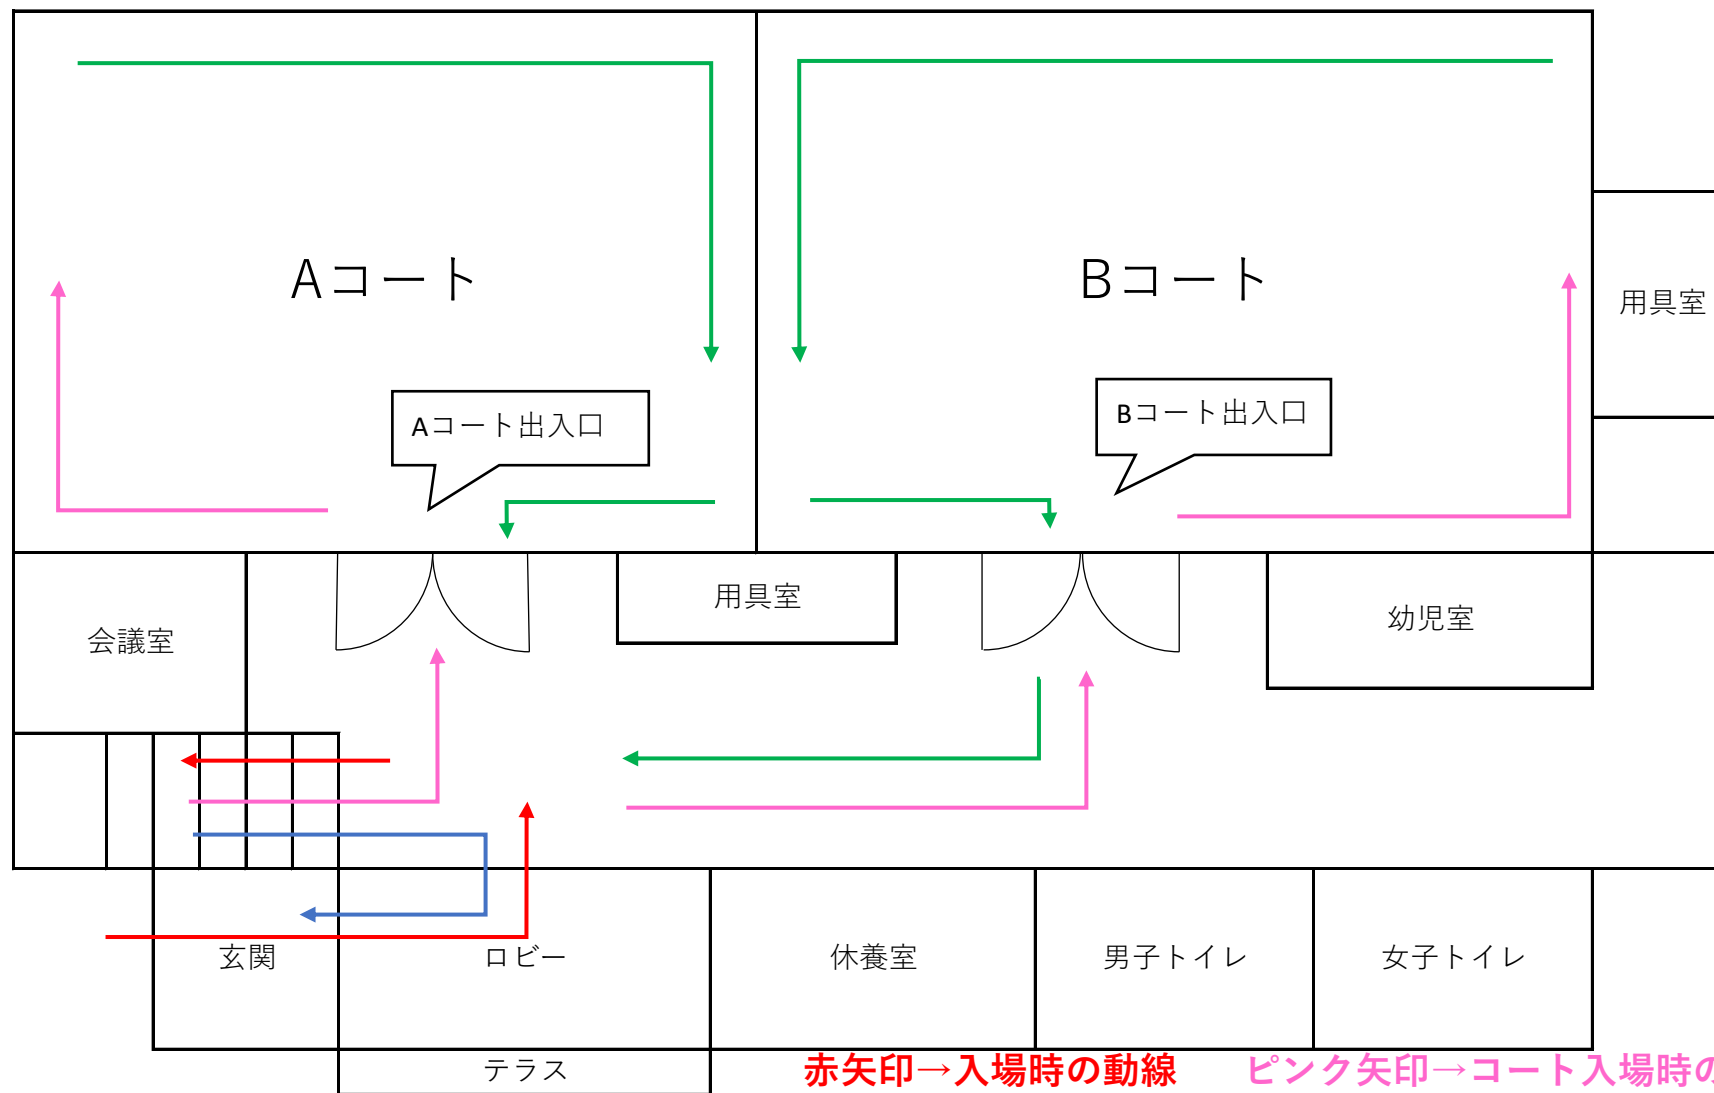 Aコート
Bコート
用具室
Aコート出入口
Bコート出入口
会議室
用具室
幼児室
玄関
ロビー
休養室
男子トイレ
女子トイレ
テラス
赤矢印→入場時の動線
ピンク矢印→コート入場時の